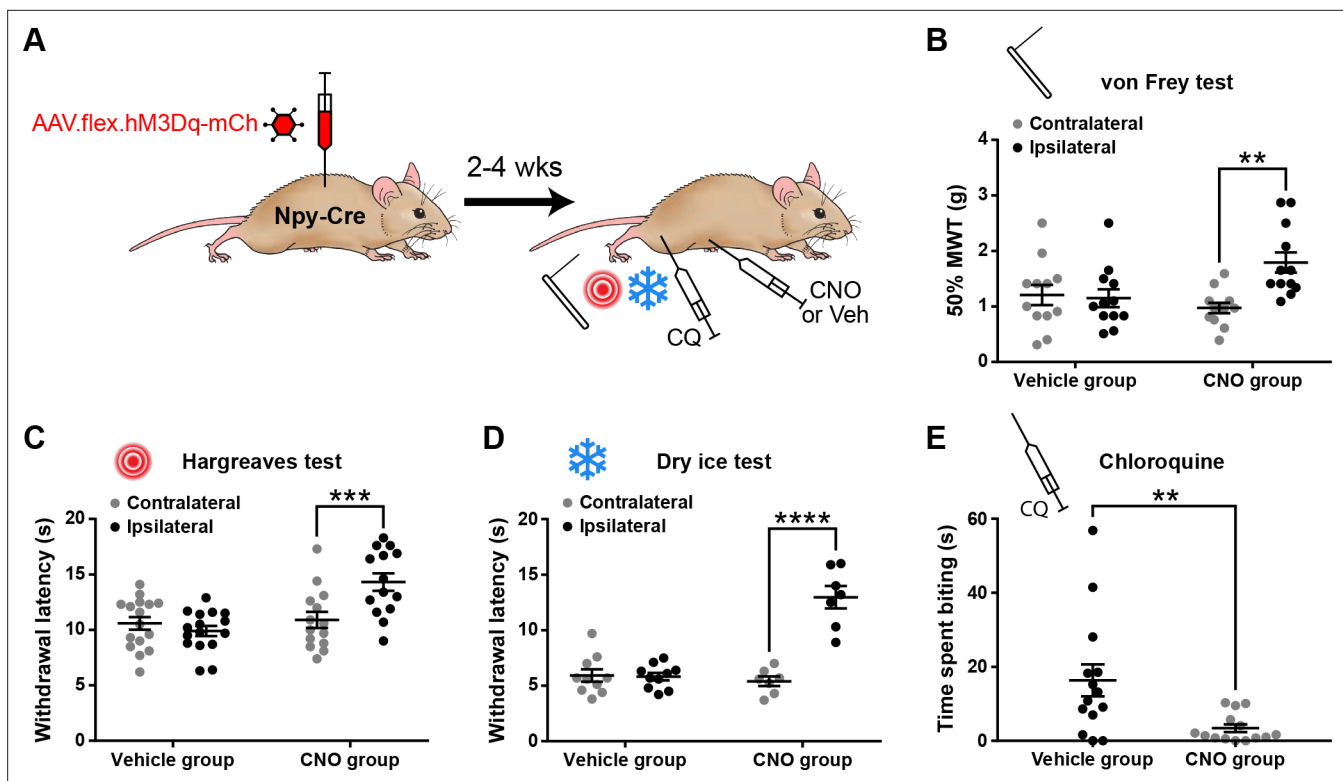 A
AAV.flex.hM3Dq-mCh
Npy-Cre
2-4 wks
CQ
CNO
or Veh
B
von Frey test
Contralateral
Ipsilateral
**
50% MWT (g)
4
3
2
1
0
Vehicle group
CNO group
C
Hargreaves test
Contralateral
Ipsilateral
***
Withdrawal latency (s)
20
15
10
5
0
Vehicle group
CNO group
D
Dry ice test
Contralateral
Ipsilateral
****
Withdrawal latency (s)
20
15
10
5
0
Vehicle group
CNO group
E
CQ
Chloroquine
**
Time spent biting (s)
60
40
20
0
Vehicle group
CNO group